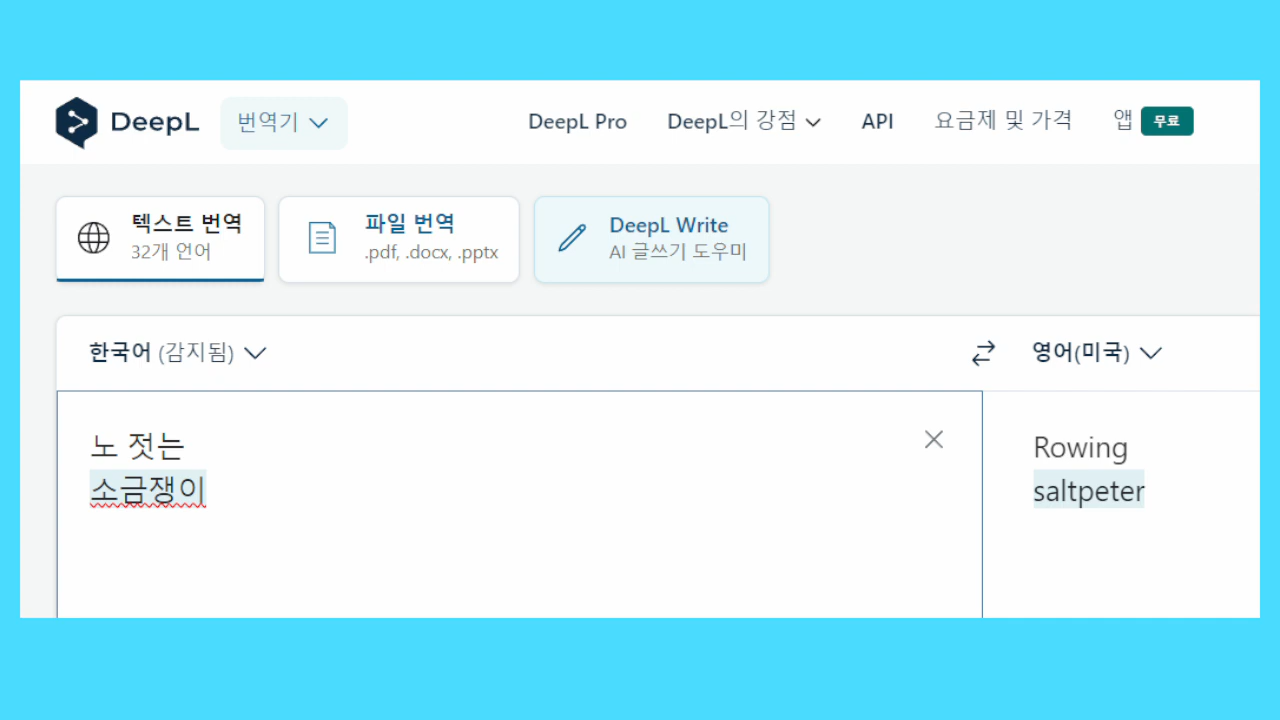 DeepL 번역기 DeepL Pro DeepL의 강점 API 요금제 및 가격 앱 무료
텍스트 번역
32개 언어
파일 번역
.pdf, .docx, .pptx
DeepL Write
AI 글쓰기 도우미
한국어 (감지됨) 영어(미국)
노 젓는
소금쟁이
Rowing
saltpeter